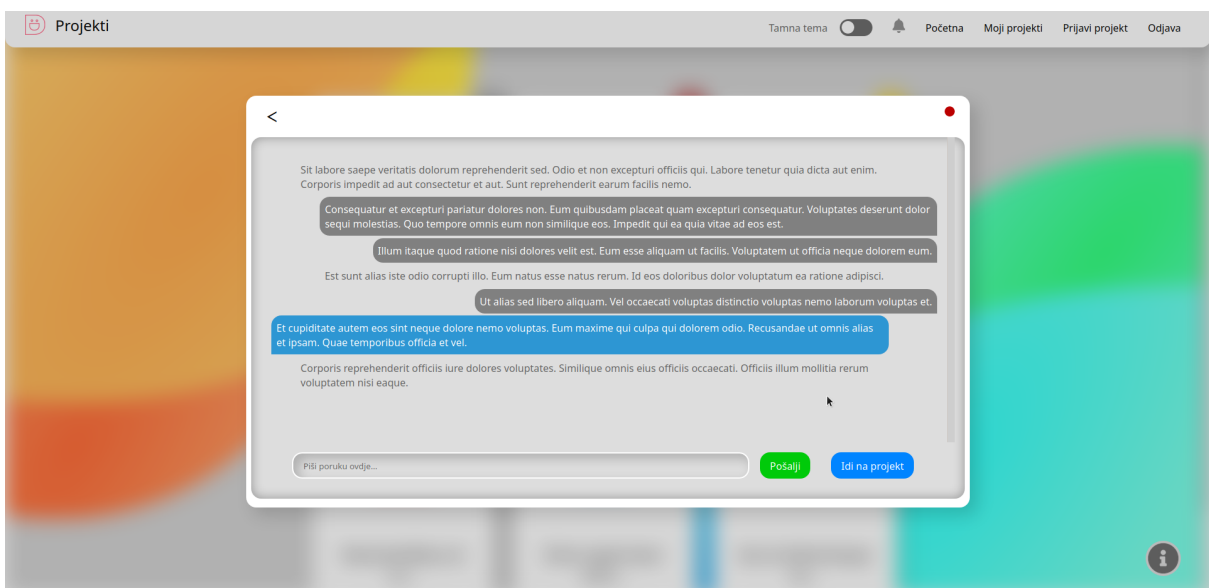 Projekti
Tamna tema
Početna
Moji projekti
Prijavi projekt
Odjava
<
Sit labore saepe veritatis dolorum reprehenderit sed. Odio et non excepturi officiis qui. Labore tenetur quia dicta aut enim.
Corporis impedit ad aut consectetur et aut. Sunt reprehenderit earum facilis nemo.
Consequatur et excepturi pariatur dolores non. Eum quibusdam placeat quam excepturi consequatur. Voluptates deserunt dolor
sequi molestias. Quo tempore omnis eum non similique eos. Impedit qui ea quia vitae ad eos est.
Illum itaque quod ratione nisi dolores velit est. Eum esse aliquam ut facilis. Voluptatem ut officia neque dolorem eum.
Est sunt alias iste odio corrupti illo. Eum natus esse natus rerum. Id eos doloribus dolor voluptatum ea ratione adipisci.
Ut alias sed libero aliquam. Vel occaecati voluptas distinctio voluptas nemo laborum voluptas et.
Et cupiditate autem eos sint neque dolore nemo voluptas. Eum maxime qui culpa qui dolorem odio. Recusandae ut omnis alias
et ipsam. Quae temporibus officia et vel.
Corporis reprehenderit officiis iure dolores voluptates. Similique omnis eius officiis occaecati. Officiis illum mollitia rerum
voluptatem nisi eaque.
Piši poruku ovdje...
Pošalji
Idi na projekt